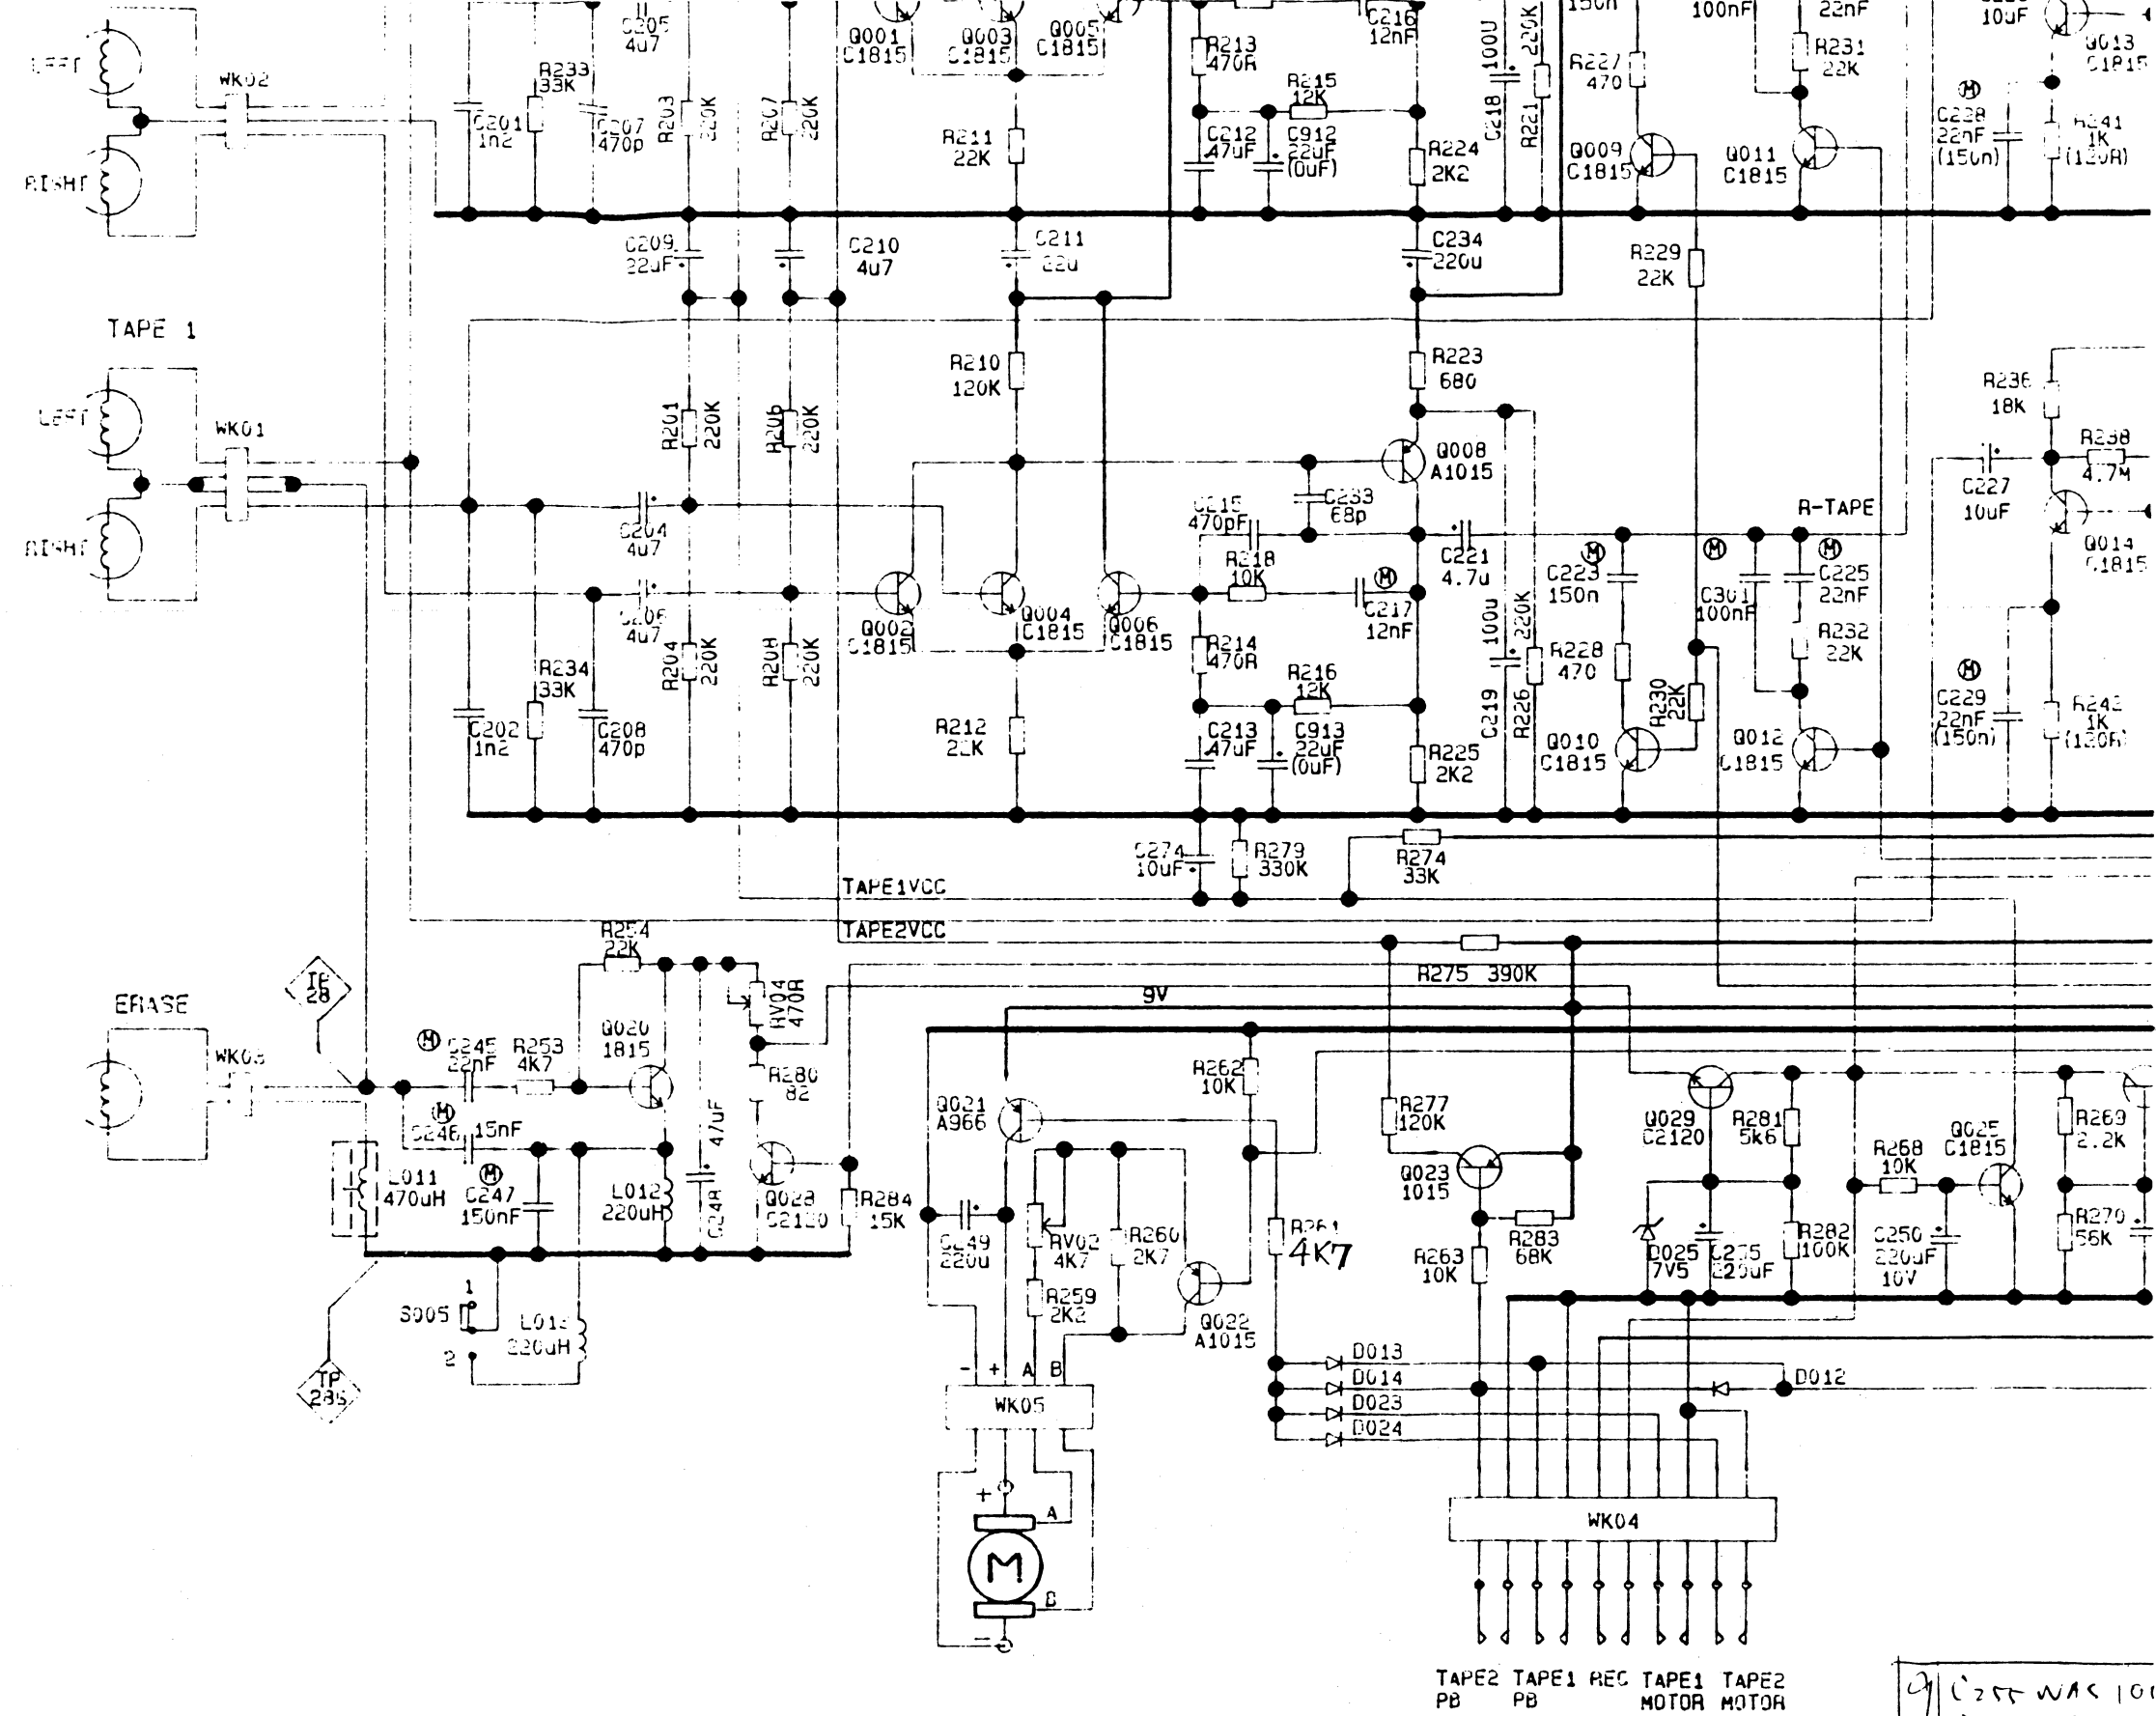 C205
4u7
Q001
C1815
Q003
C1815
Q005
C1815
C216
12nF
R213
470R
100U
C218
220K
R221
150n
100nF
22nF
10uF
Q013
C1815
LEFT
WK02
R233
33K
R227
470
R231
22K
R215
12K
C201
1n2
C207
470p
R203
220K
R207
220K
R211
22K
C212
47uF
C912
22uF
(0uF)
R224
2K2
Q009
C1815
Q011
C1815
M
C228
22nF
(150n)
R241
1K
(120R)
RIGHT
C209
22uF
C210
4u7
C211
22u
C234
220u
R229
22K
TAPE 1
R210
120K
R223
680
R236
18K
LEFT
WK01
R201
220K
R206
220K
Q008
A1015
R238
4.7M
C227
10uF
RIGHT
C204
4u7
C215
470pF
C233
68p
R-TAPE
R218
10K
C221
4.7u
M
C223
150n
M
C301
100nF
M
C225
22nF
Q014
C1815
M
C217
12nF
C206
4u7
Q002
C1815
Q004
C1815
Q006
C1815
R214
470R
100u
C219
220K
R226
R228
470
R232
22K
R234
33K
R204
220K
R208
220K
R216
12K
R230
22K
M
C229
22nF
(150n)
R242
1K
(120R)
C202
1n2
C208
470p
R212
22K
C213
47uF
C913
22uF
(0uF)
R225
2K2
Q010
C1815
Q012
C1815
C274
10uF
R279
330K
R274
33K
TAPE1VCC
TAPE2VCC
R254
22K
R275 390K
TP
28
ERASE
RV04
470R
9V
WK03
M
C245
22nF
R253
4K7
Q020
1815
R280
82
R262
10K
M
C246
15nF
47uF
C248
Q021
A966
R277
120K
Q029
C2120
R281
5k6
R269
2.2K
Q025
C1815
R268
10K
L011
470uH
M
C247
150nF
L012
220uH
Q028
C2120
R284
15K
Q023
1015
C249
220u
RV02
4K7
R260
2K7
R261
4K7
R263
10K
R283
68K
D025
7V5
C235
220uF
R282
100K
C250
220uF
10V
R270
56K
1
S005
2
L013
220uH
R259
2K2
Q022
A1015
TP
28G
- + A B
WK05
D013
D014
D012
D023
D024
+
A
M
B
-
WK04
TAPE2
PB
TAPE1
PB
REC
TAPE1
MOTOR
TAPE2
MOTOR
9 C255 WAS